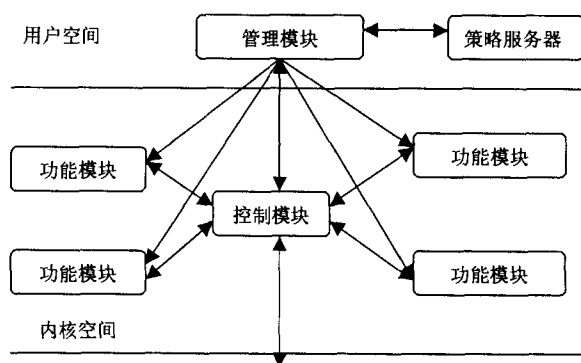 用户空间
管理模块
策略服务器
功能模块
功能模块
控制模块
功能模块
功能模块
内核空间